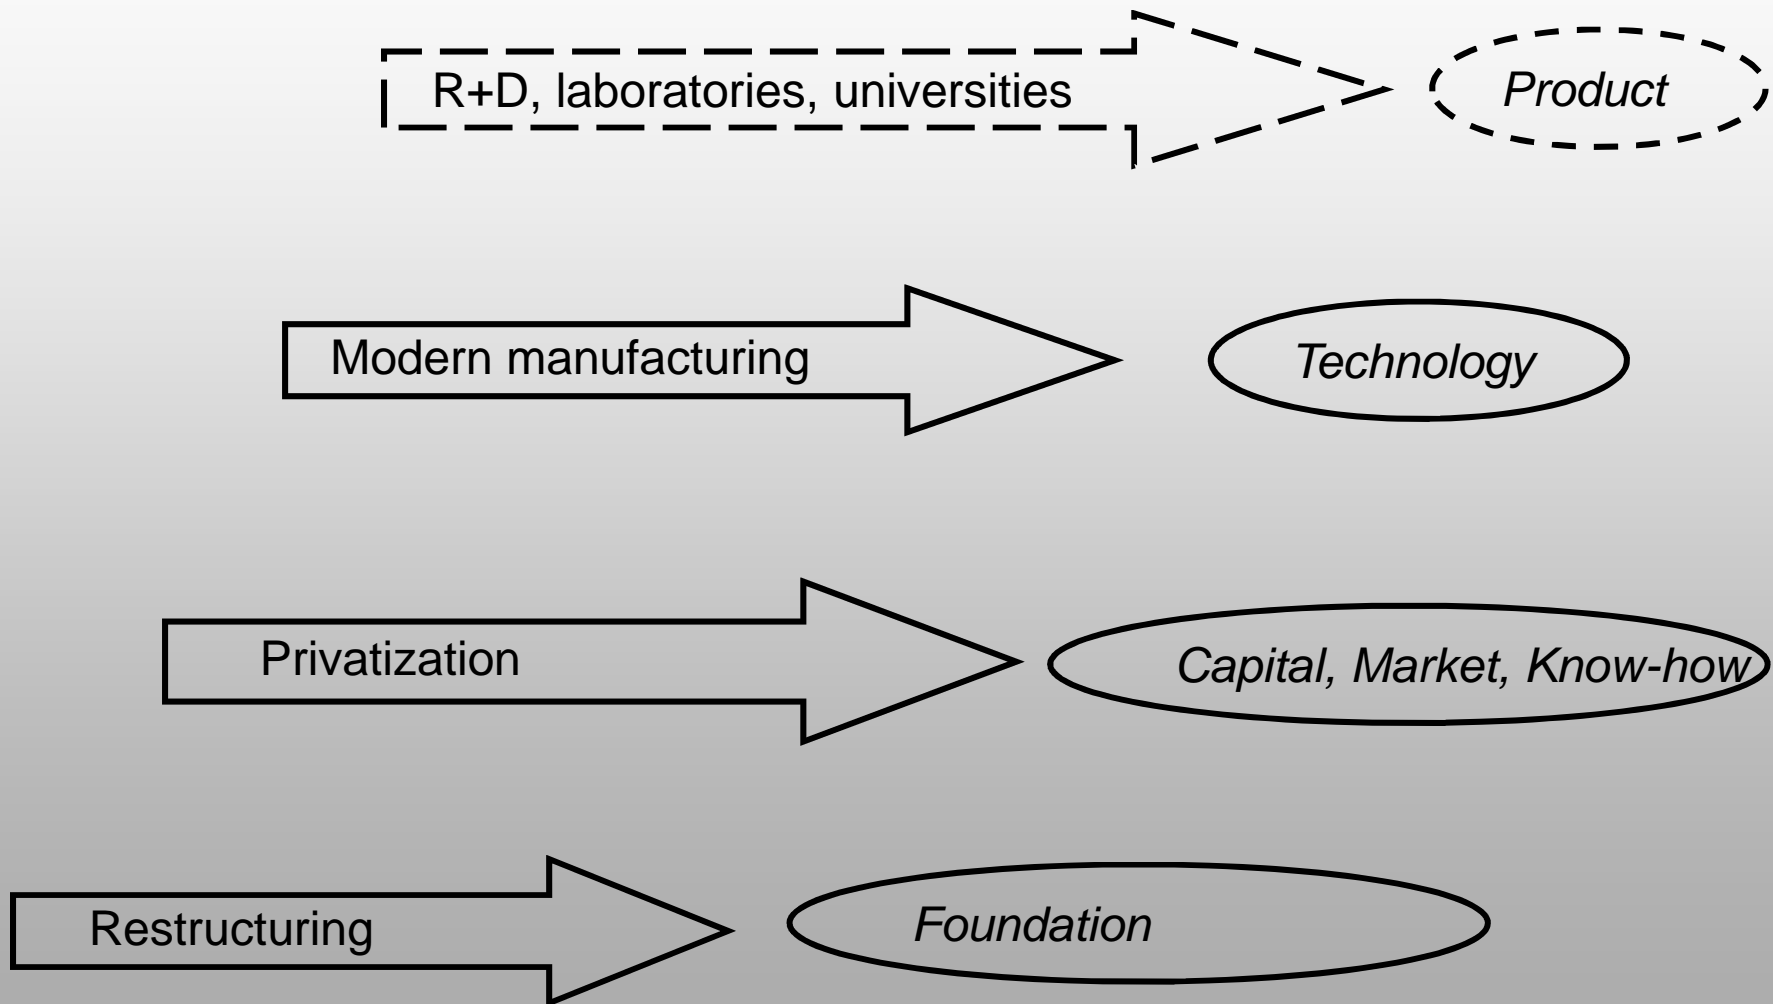 R+D, laboratories, universities
Product
Modern manufacturing
Technology
Privatization
Capital, Market, Know-how
Restructuring
Foundation